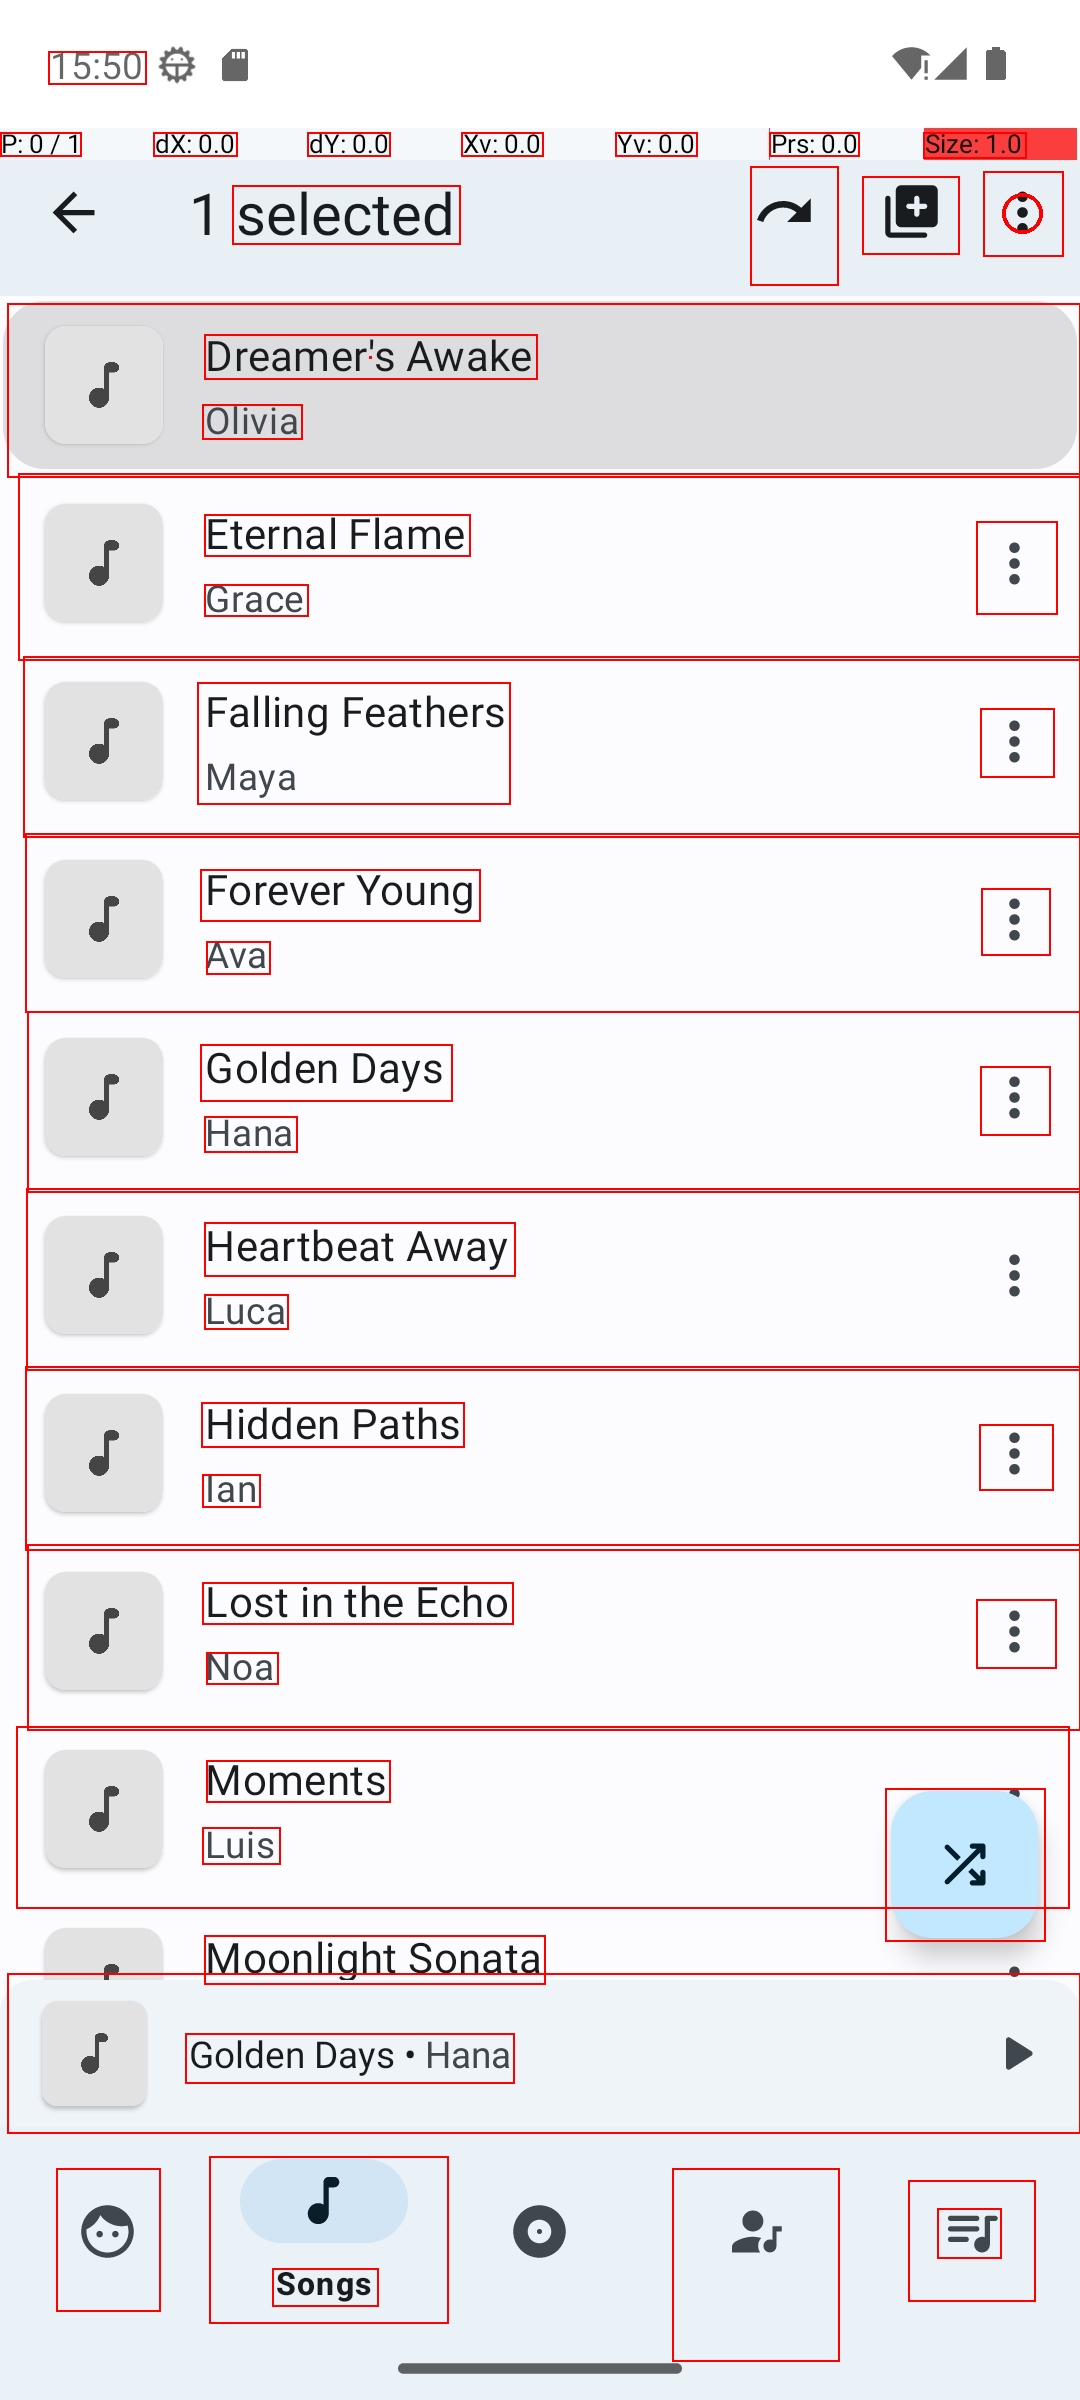 15:50
P: 0 / 1 dX: 0.0 dY: 0.0 Xv: 0.0 Yv: 0.0 Prs: 0.0 Size: 1.0
1 selected
Dreamer's Awake
Olivia
Eternal Flame
Grace
Falling Feathers
Maya
Forever Young
Ava
Golden Days
Hana
Heartbeat Away
Luca
Hidden Paths
Ian
Lost in the Echo
Noa
Moments
Luis
Moonlight Sonata
Golden Days • Hana
Songs